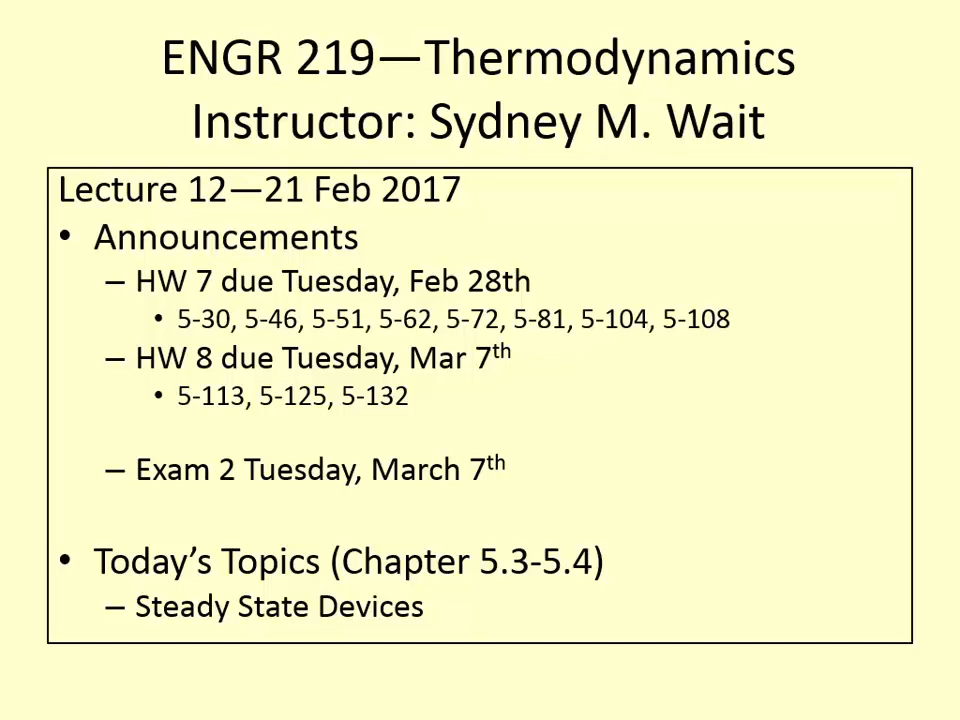 ENGR 219—Thermodynamics
Instructor: Sydney M. Wait
Lecture 12—21 Feb 2017
• Announcements
– HW 7 due Tuesday, Feb 28th
• 5-30, 5-46, 5-51, 5-62, 5-72, 5-81, 5-104, 5-108
– HW 8 due Tuesday, Mar 7th
• 5-113, 5-125, 5-132
– Exam 2 Tuesday, March 7th
• Today’s Topics (Chapter 5.3-5.4)
– Steady State Devices